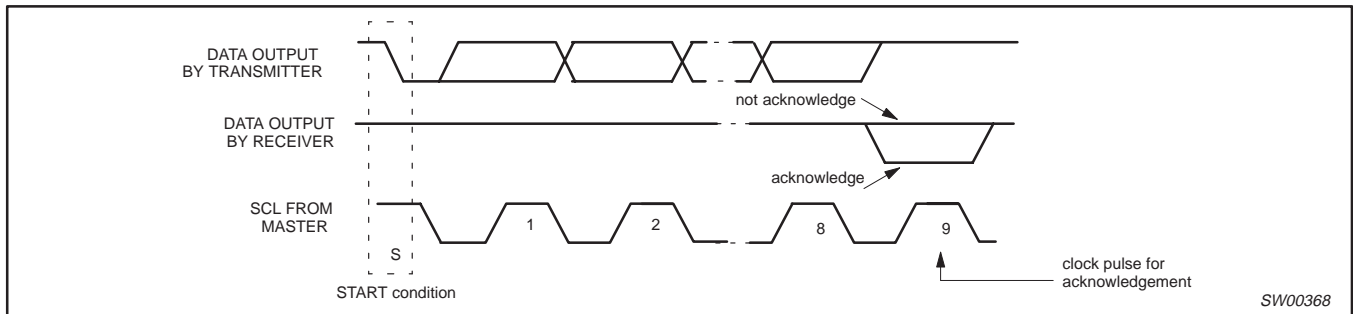 DATA OUTPUT
BY TRANSMITTER
not acknowledge
DATA OUTPUT
BY RECEIVER
acknowledge
SCL FROM
MASTER
1
2
8
9
S
START condition
clock pulse for
acknowledgement
SW00368